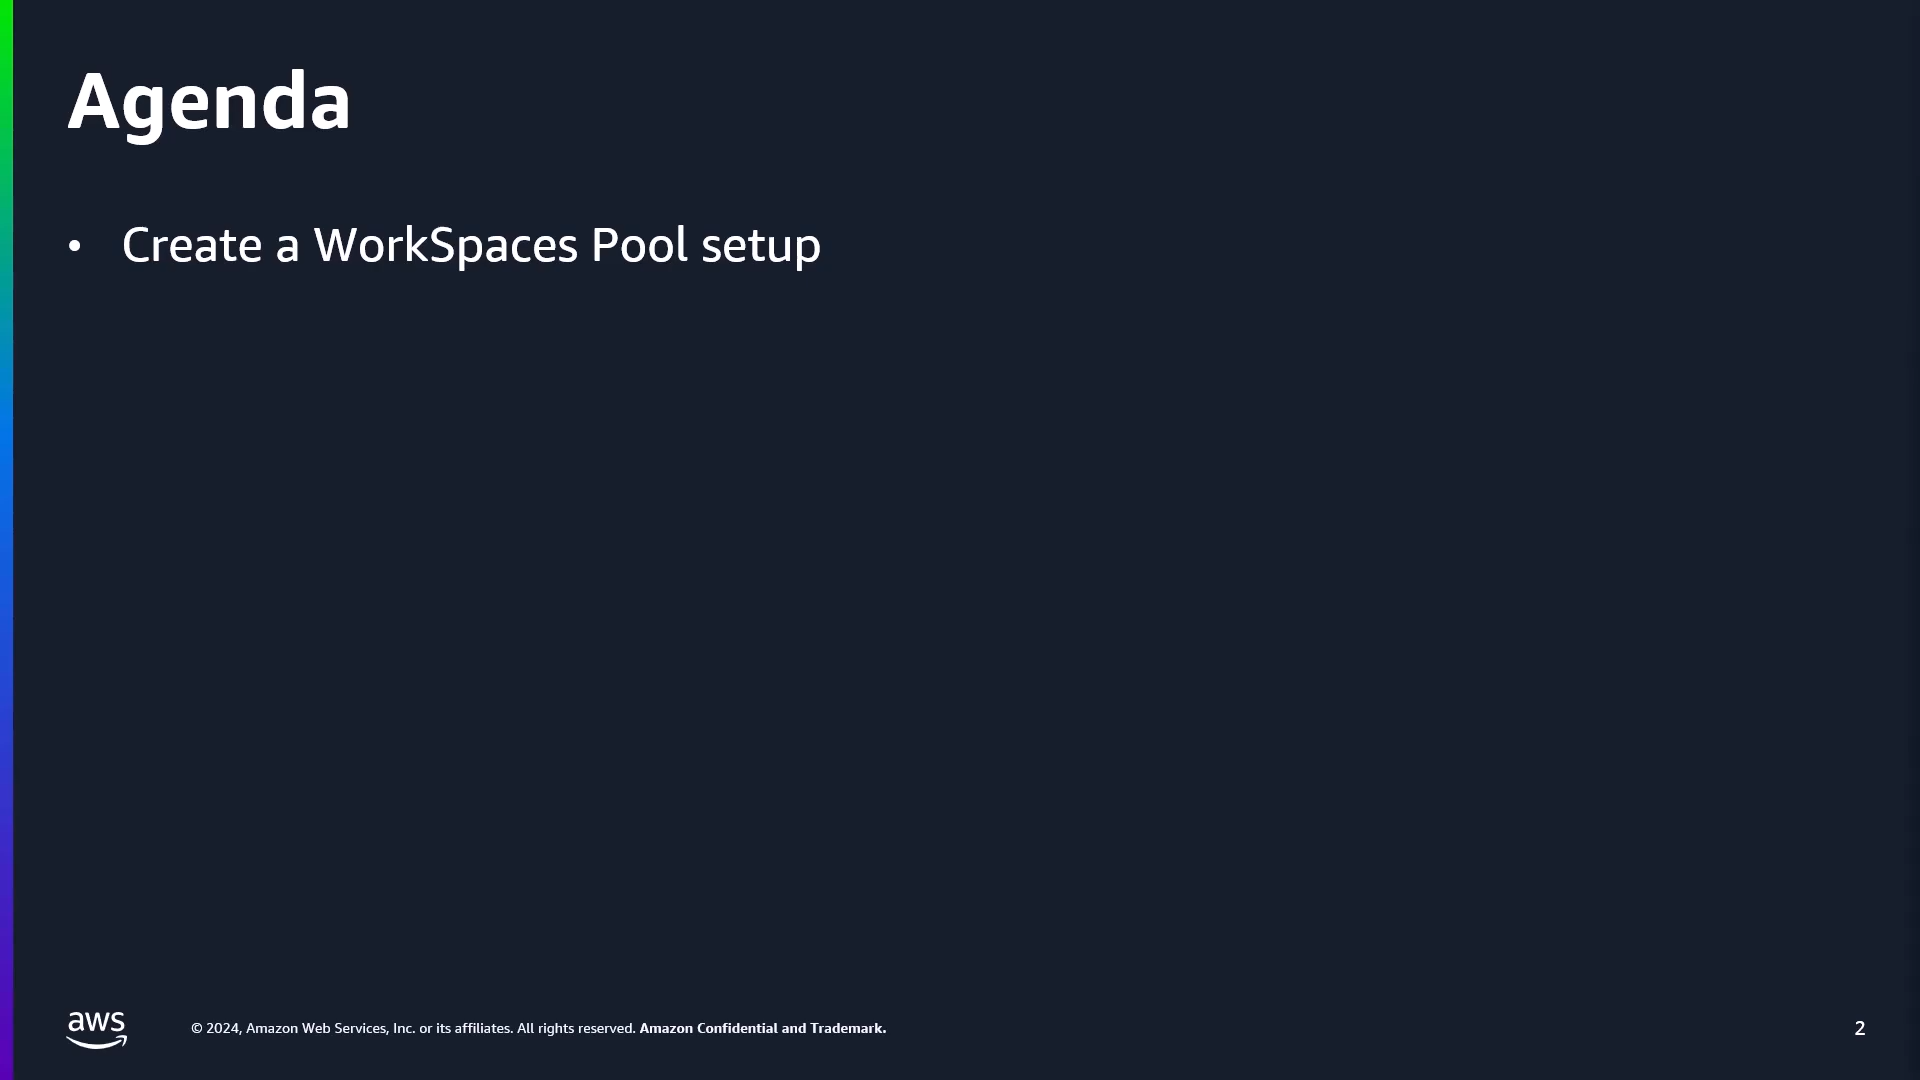 Agenda
• Create a WorkSpaces Pool setup
aws
© 2024, Amazon Web Services, Inc. or its affiliates. All rights reserved. Amazon Confidential and Trademark.
2